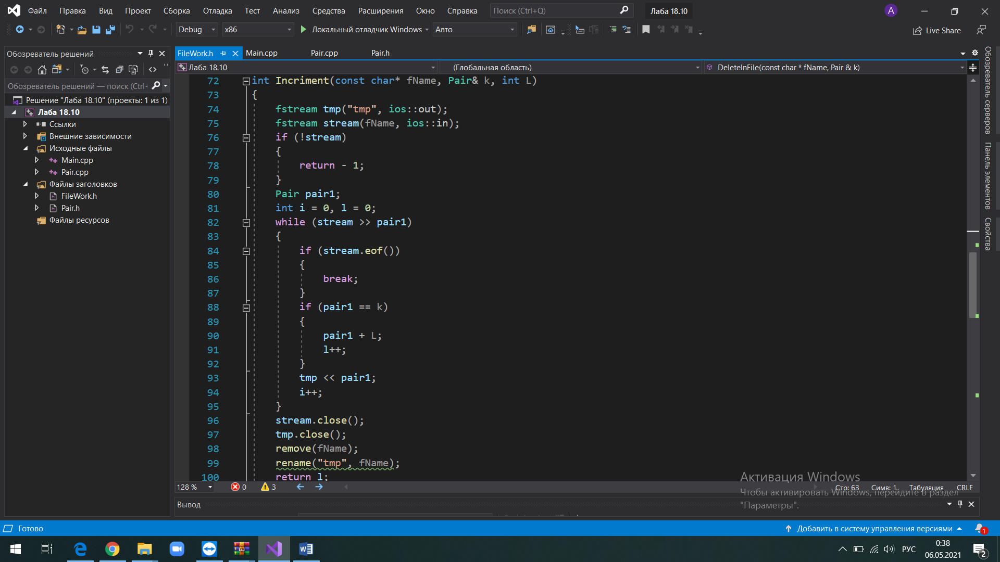 Файл Правка Вид Проект Сборка Отладка Тест Анализ Средства Расширения Окно Справка Поиск (Ctrl+Q) Лаба 18.10 A
Debug x86 Локальный отладчик Windows Авто Live Share
Обозреватель решений
FileWork.h Main.cpp Pair.cpp Pair.h
Лаба 18.10 (Глобальная область) DeleteInFile(const char * fName, Pair & k)
Обозреватель решений — поиск (Ctrl+
Решение "Лаба 18.10" (проекты: 1 из 1)
Лаба 18.10
Ссылки
Внешние зависимости
Исходные файлы
Main.cpp
Pair.cpp
Файлы заголовков
FileWork.h
Pair.h
Файлы ресурсов
72 int Incriment(const char* fName, Pair& k, int L)
73 {
74 fstream tmp("tmp", ios::out);
75 fstream stream(fName, ios::in);
76 if (!stream)
77 {
78 return - 1;
79 }
80 Pair pair1;
81 int i = 0, l = 0;
82 while (stream >> pair1)
83 {
84 if (stream.eof())
85 {
86 break;
87 }
88 if (pair1 == k)
89 {
90 pair1 + L;
91 l++;
92 }
93 tmp << pair1;
94 i++;
95 }
96 stream.close();
97 tmp.close();
98 remove(fName);
99 rename("tmp", fName);
100 return l;
128 % 0 3 Стр: 63 Симв: 1 Табуляция CRLF
Активация Windows
Чтобы активировать Windows, перейдите в раздел
"Параметры".
Вывод
Обозреватель серверов
Панель элементов
Свойства
Готово Добавить в систему управления версиями 1
РУС 0:38
06.05.2021
2